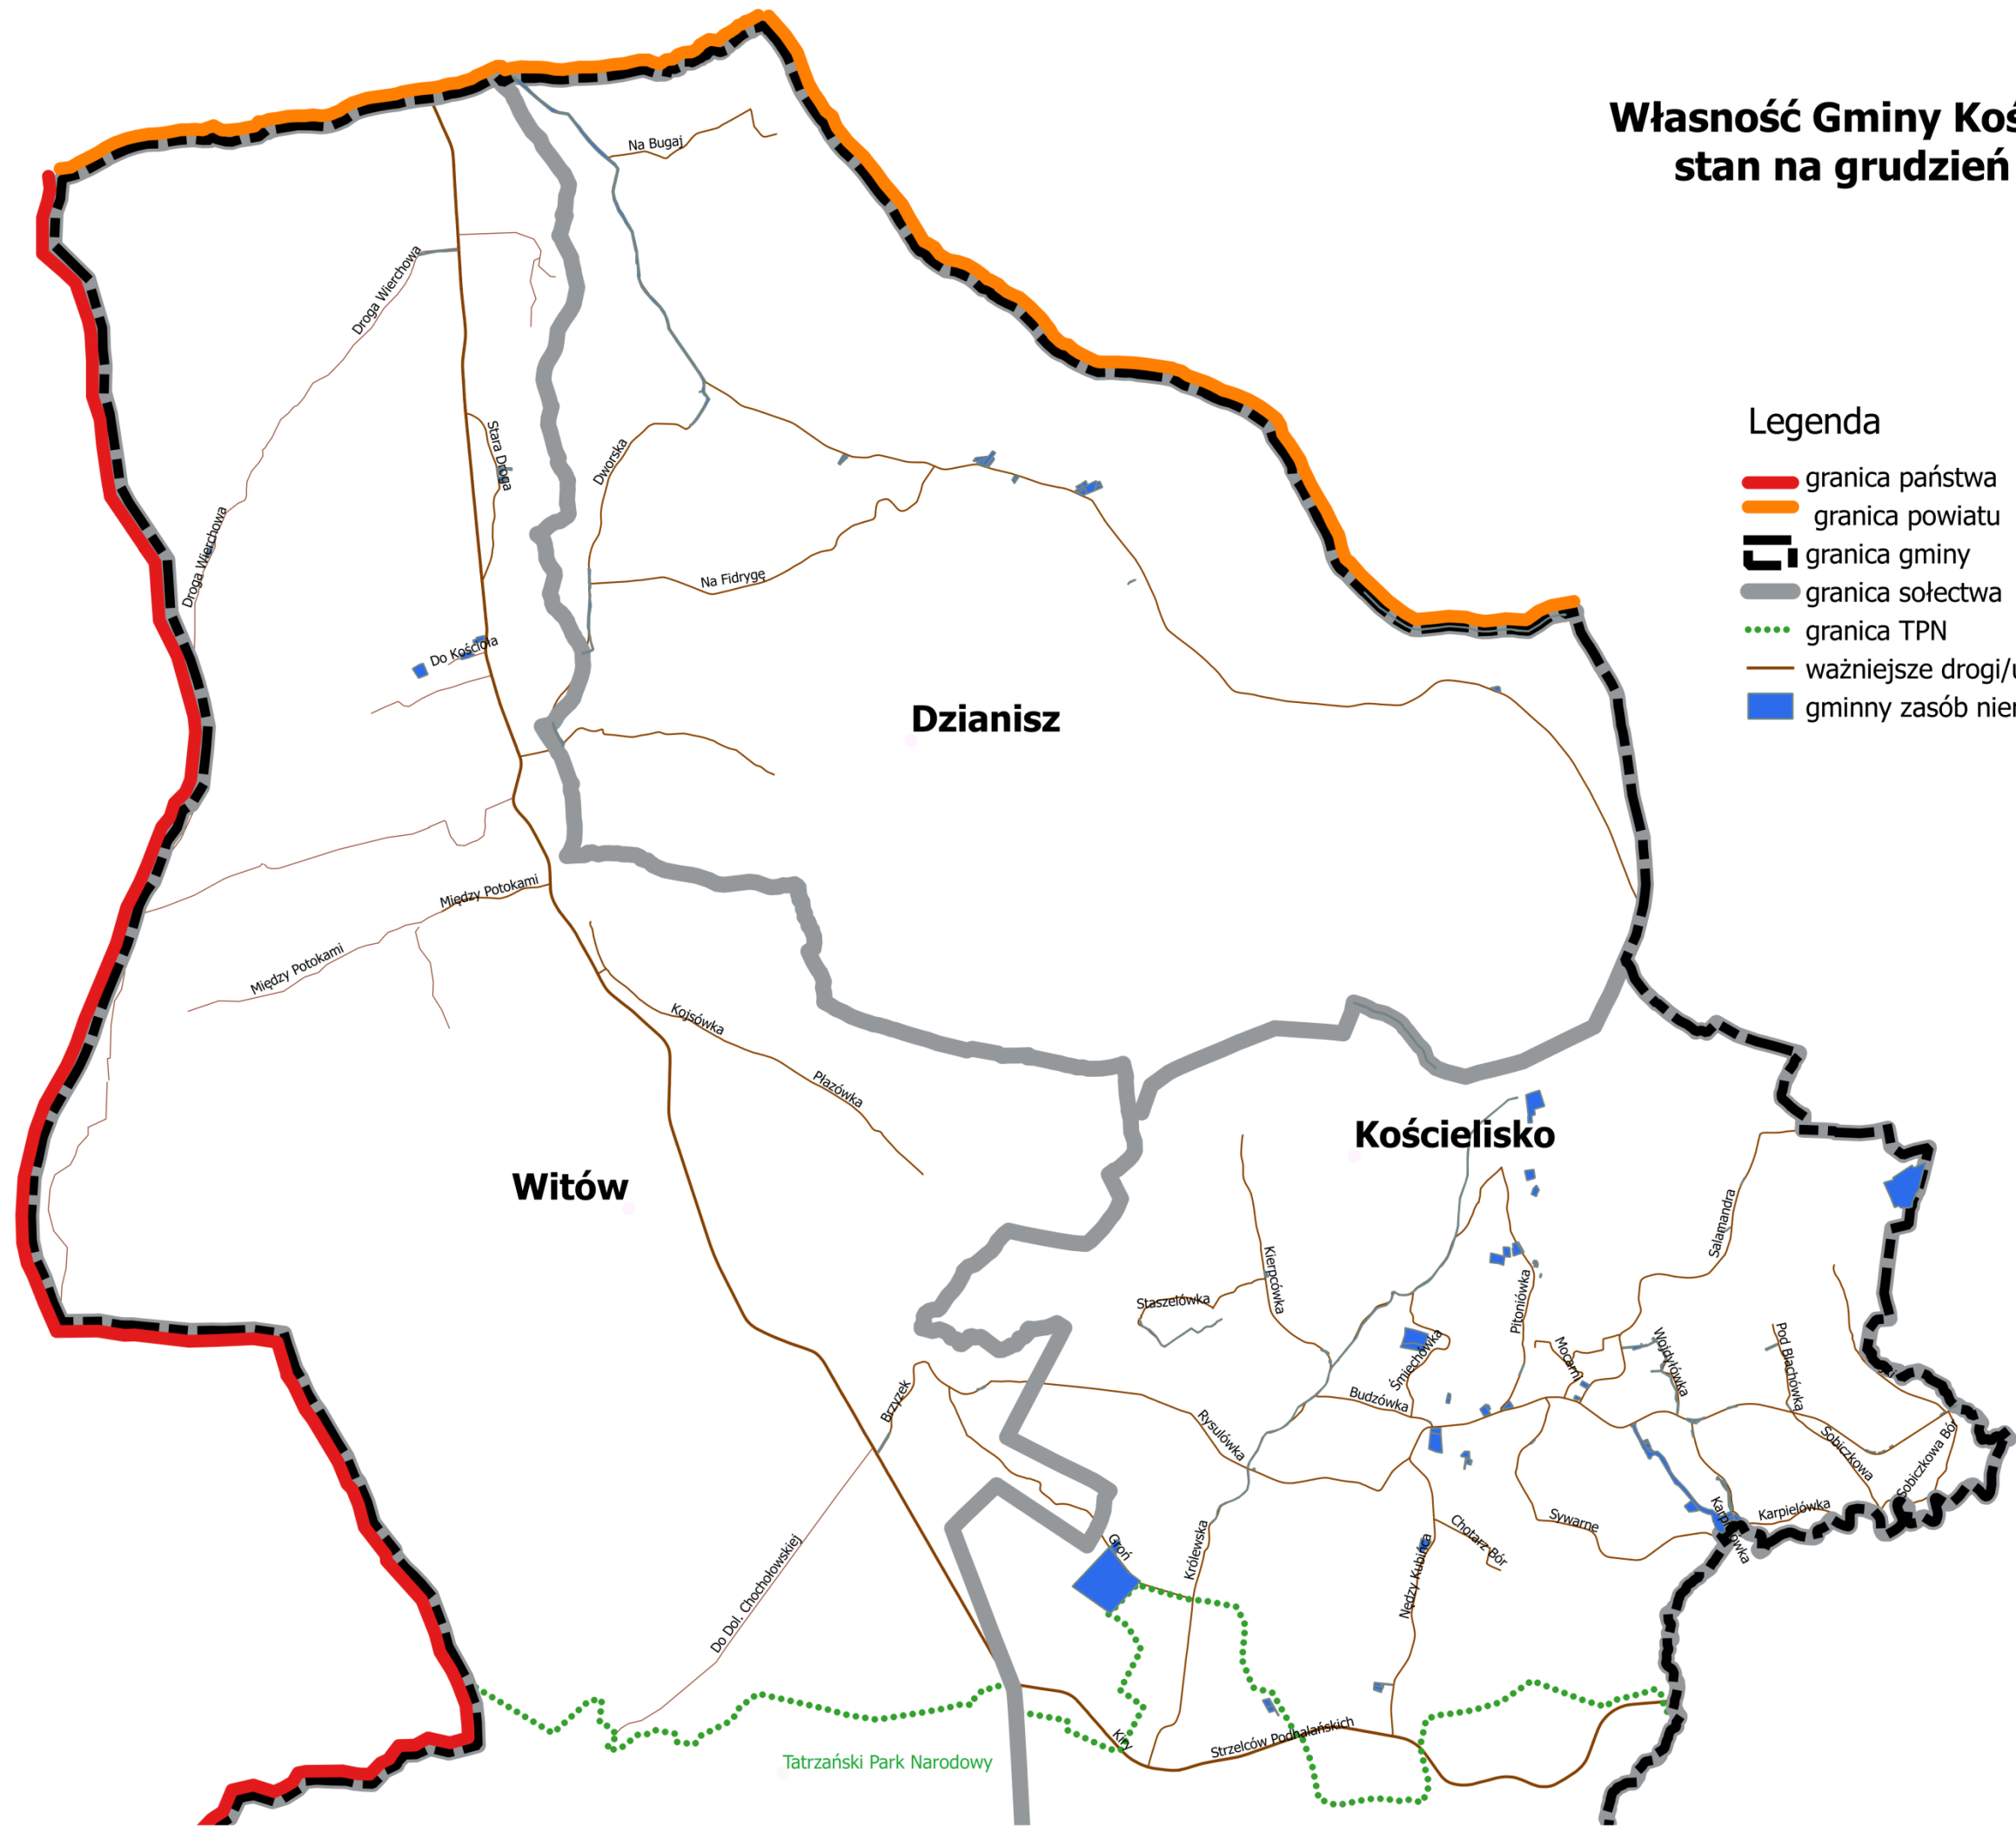 Własność Gminy Koś
stan na grudzień
Legenda
granica państwa
granica powiatu
granica gminy
granica sołectwa
granica TPN
ważniejsze drogi/u
gminny zasób nier
Na Bugaj
Droga Wierchowa
Stara Droga
Dworska
Droga Wierchowa
Na Fidrygę
Do Kościoła
Dzianisz
Między Potokami
Między Potokami
Kojsówka
Płazówka
Kościelisko
Witów
Salamandra
Kierpcówka
Staszelówka
Pitoniówka
Śmiechówka
Mocarni
Wojdyłówka
Pod Blachówka
Budzówka
Brzyzek
Rysulówka
Sobiczkowa
Sobiczkowa Bór
Karpielówka
Karpielówka
Sywarne
Chotarz Bór
Groń
Królewska
Nędzy Kubińca
Do Dol. Chochołowskiej
Kiry
Strzelców Podhalańskich
Tatrzański Park Narodowy